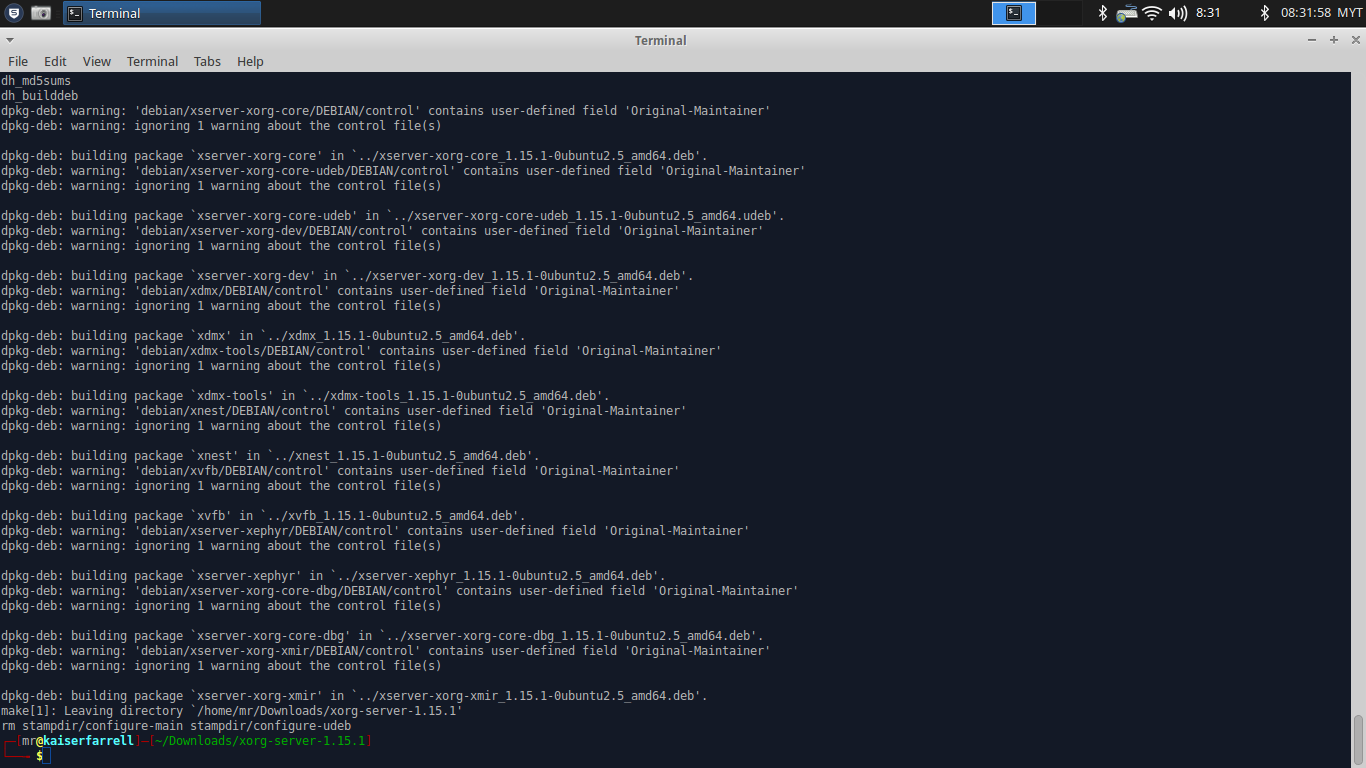 Terminal
8:31
08:31:58 MYT
Terminal
File Edit View Terminal Tabs Help
dh_md5sums
dh_builddeb
dpkg-deb: warning: 'debian/xserver-xorg-core/DEBIAN/control' contains user-defined field 'Original-Maintainer'
dpkg-deb: warning: ignoring 1 warning about the control file(s)
dpkg-deb: building package `xserver-xorg-core' in `../xserver-xorg-core_1.15.1-0ubuntu2.5_amd64.deb'.
dpkg-deb: warning: 'debian/xserver-xorg-core-udeb/DEBIAN/control' contains user-defined field 'Original-Maintainer'
dpkg-deb: warning: ignoring 1 warning about the control file(s)
dpkg-deb: building package `xserver-xorg-core-udeb' in `../xserver-xorg-core-udeb_1.15.1-0ubuntu2.5_amd64.udeb'.
dpkg-deb: warning: 'debian/xserver-xorg-dev/DEBIAN/control' contains user-defined field 'Original-Maintainer'
dpkg-deb: warning: ignoring 1 warning about the control file(s)
dpkg-deb: building package `xserver-xorg-dev' in `../xserver-xorg-dev_1.15.1-0ubuntu2.5_amd64.deb'.
dpkg-deb: warning: 'debian/xdmx/DEBIAN/control' contains user-defined field 'Original-Maintainer'
dpkg-deb: warning: ignoring 1 warning about the control file(s)
dpkg-deb: building package `xdmx' in `../xdmx_1.15.1-0ubuntu2.5_amd64.deb'.
dpkg-deb: warning: 'debian/xdmx-tools/DEBIAN/control' contains user-defined field 'Original-Maintainer'
dpkg-deb: warning: ignoring 1 warning about the control file(s)
dpkg-deb: building package `xdmx-tools' in `../xdmx-tools_1.15.1-0ubuntu2.5_amd64.deb'.
dpkg-deb: warning: 'debian/xnest/DEBIAN/control' contains user-defined field 'Original-Maintainer'
dpkg-deb: warning: ignoring 1 warning about the control file(s)
dpkg-deb: building package `xnest' in `../xnest_1.15.1-0ubuntu2.5_amd64.deb'.
dpkg-deb: warning: 'debian/xvfb/DEBIAN/control' contains user-defined field 'Original-Maintainer'
dpkg-deb: warning: ignoring 1 warning about the control file(s)
dpkg-deb: building package `xvfb' in `../xvfb_1.15.1-0ubuntu2.5_amd64.deb'.
dpkg-deb: warning: 'debian/xserver-xephyr/DEBIAN/control' contains user-defined field 'Original-Maintainer'
dpkg-deb: warning: ignoring 1 warning about the control file(s)
dpkg-deb: building package `xserver-xephyr' in `../xserver-xephyr_1.15.1-0ubuntu2.5_amd64.deb'.
dpkg-deb: warning: 'debian/xserver-xorg-core-dbg/DEBIAN/control' contains user-defined field 'Original-Maintainer'
dpkg-deb: warning: ignoring 1 warning about the control file(s)
dpkg-deb: building package `xserver-xorg-core-dbg' in `../xserver-xorg-core-dbg_1.15.1-0ubuntu2.5_amd64.deb'.
dpkg-deb: warning: 'debian/xserver-xorg-xmir/DEBIAN/control' contains user-defined field 'Original-Maintainer'
dpkg-deb: warning: ignoring 1 warning about the control file(s)
dpkg-deb: building package `xserver-xorg-xmir' in `../xserver-xorg-xmir_1.15.1-0ubuntu2.5_amd64.deb'.
make[1]: Leaving directory `/home/mr/Downloads/xorg-server-1.15.1'
rm stampdir/configure-main stampdir/configure-udeb
┌─[mr@kaiserfarrell]─[~/Downloads/xorg-server-1.15.1]
└──╼ $